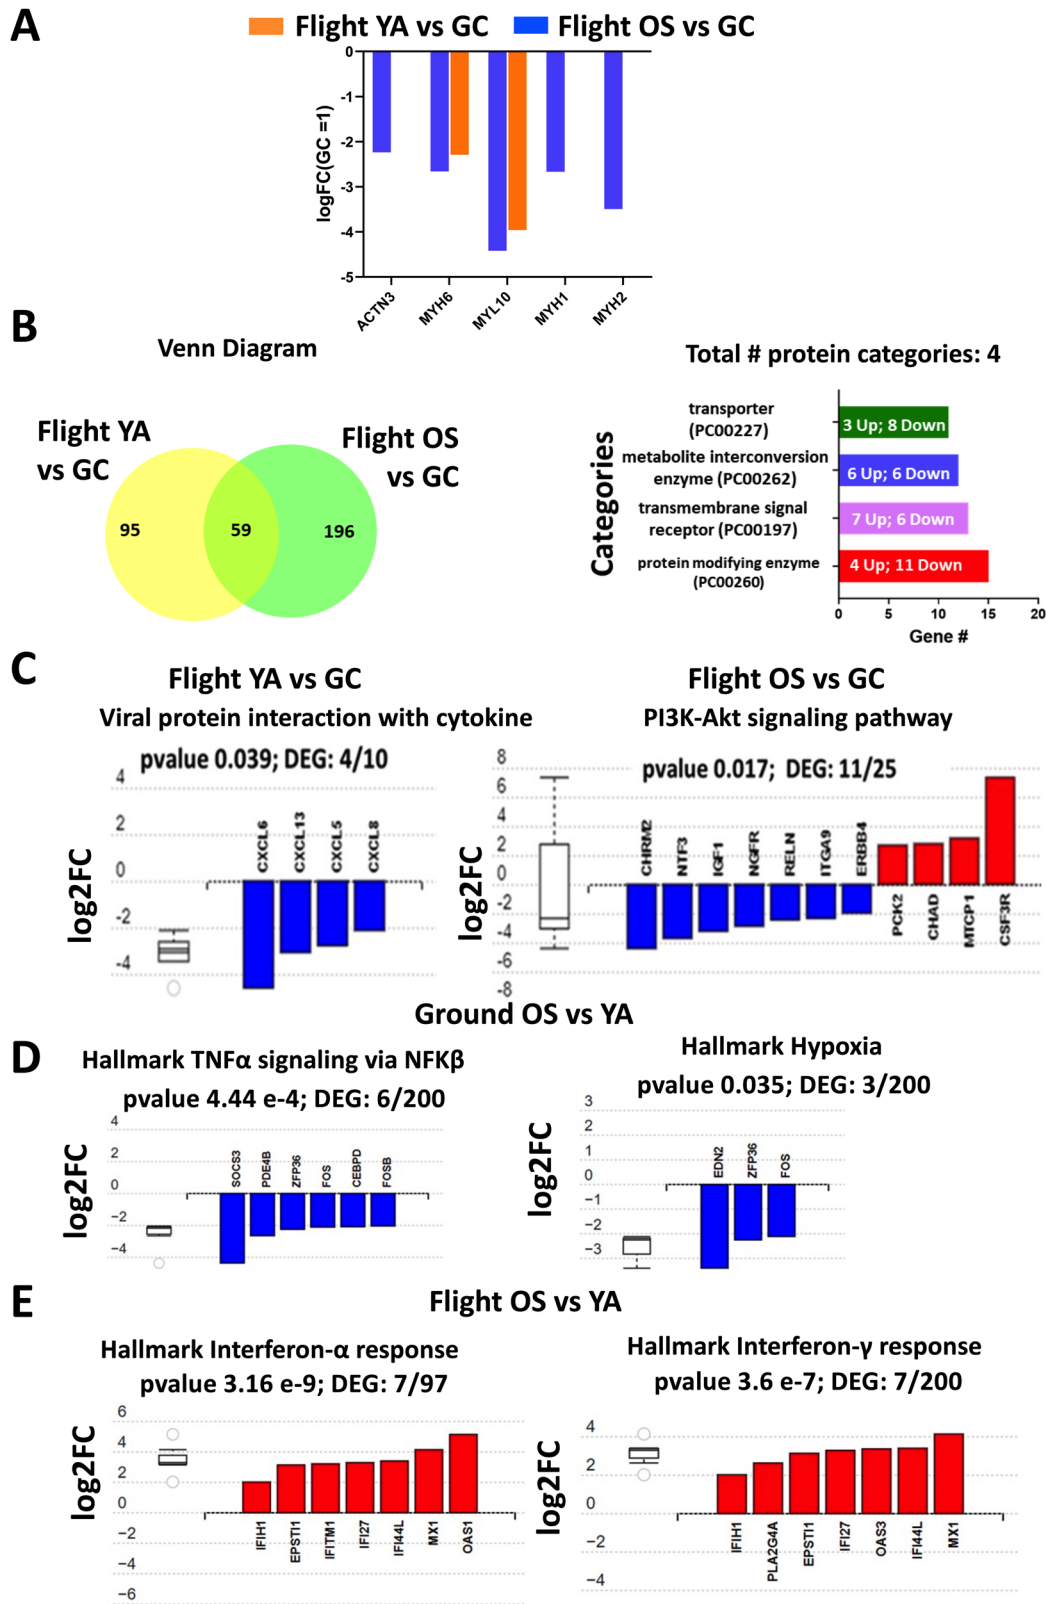 A
Flight YA vs GC
Flight OS vs GC
logFC(GC =1)
0
-1
-2
-3
-4
-5
ACTN3
MYH6
MYL10
MYH1
MYH2
B
Venn Diagram
Flight YA
vs GC
Flight OS
vs GC
95
59
196
Total # protein categories: 4
Categories
transporter
(PC00227)
metabolite interconversion
enzyme (PC00262)
transmembrane signal
receptor (PC00197)
protein modifying enzyme
(PC00260)
3 Up; 8 Down
6 Up; 6 Down
7 Up; 6 Down
4 Up; 11 Down
0
5
10
15
20
Gene #
C
Flight YA vs GC
Viral protein interaction with cytokine
pvalue 0.039; DEG: 4/10
log2FC
4
2
0
-2
-4
CXCL6
CXCL13
CXCL5
CXCL8
Flight OS vs GC
PI3K-Akt signaling pathway
pvalue 0.017; DEG: 11/25
log2FC
8
6
4
2
0
-2
-4
-6
-8
CHRM2
NTF3
IGF1
NGFR
RELN
ITGA9
ERBB4
PCK2
CHAD
MTCP1
CSF3R
Ground OS vs YA
D
Hallmark TNFα signaling via NFKβ
pvalue 4.44 e-4; DEG: 6/200
log2FC
4
2
0
−2
−4
SOCS3
PDE4B
ZFP36
FOS
CEBPD
FOSB
Hallmark Hypoxia
pvalue 0.035; DEG: 3/200
log2FC
3
2
1
0
−1
−2
−3
EDN2
ZFP36
FOS
E
Flight OS vs YA
Hallmark Interferon-α response
pvalue 3.16 e-9; DEG: 7/97
log2FC
6
4
2
0
−2
−4
−6
IFIH1
EPSTI1
IFITM1
IFI27
IFI44L
MX1
OAS1
Hallmark Interferon-γ response
pvalue 3.6 e-7; DEG: 7/200
log2FC
4
2
0
−2
−4
IFIH1
PLA2G4A
EPSTI1
IFI27
OAS3
IFI44L
MX1